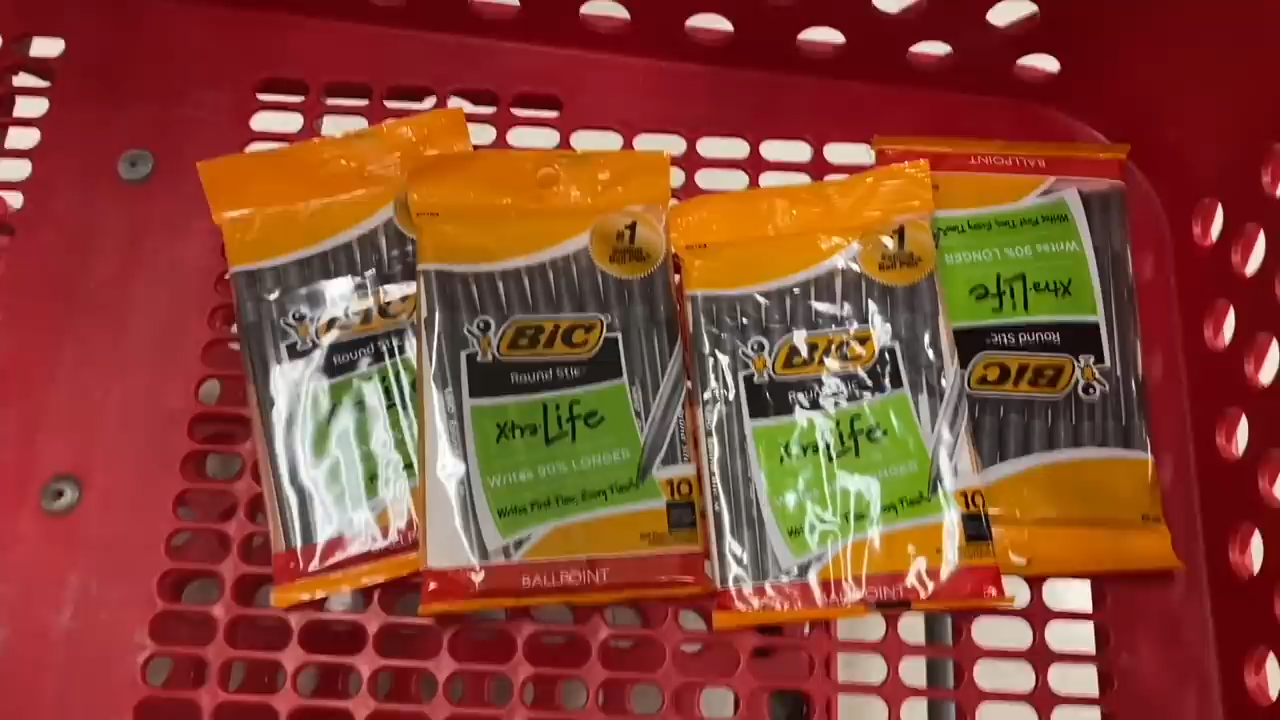 BIC
Round Stic
#1
BIC
Round Stic
Xtra-Life
Writes 90% LONGER
Writes First Time, Every Time!
10
BALLPOINT
#1
BIC
Xtra-Life
LONGER
10
BALLPOINT
BALLPOINT
Writes First Time, Every Time!
Writes 90% LONGER
Xtra-Life
Round Stic
BIC